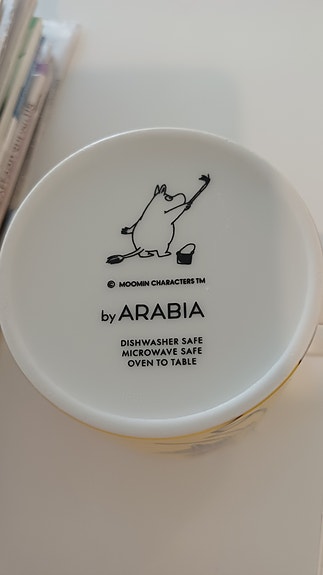 © MOOMIN CHARACTERS TM
by ARABIA
DISHWASHER SAFE
MICROWAVE SAFE
OVEN TO TABLE